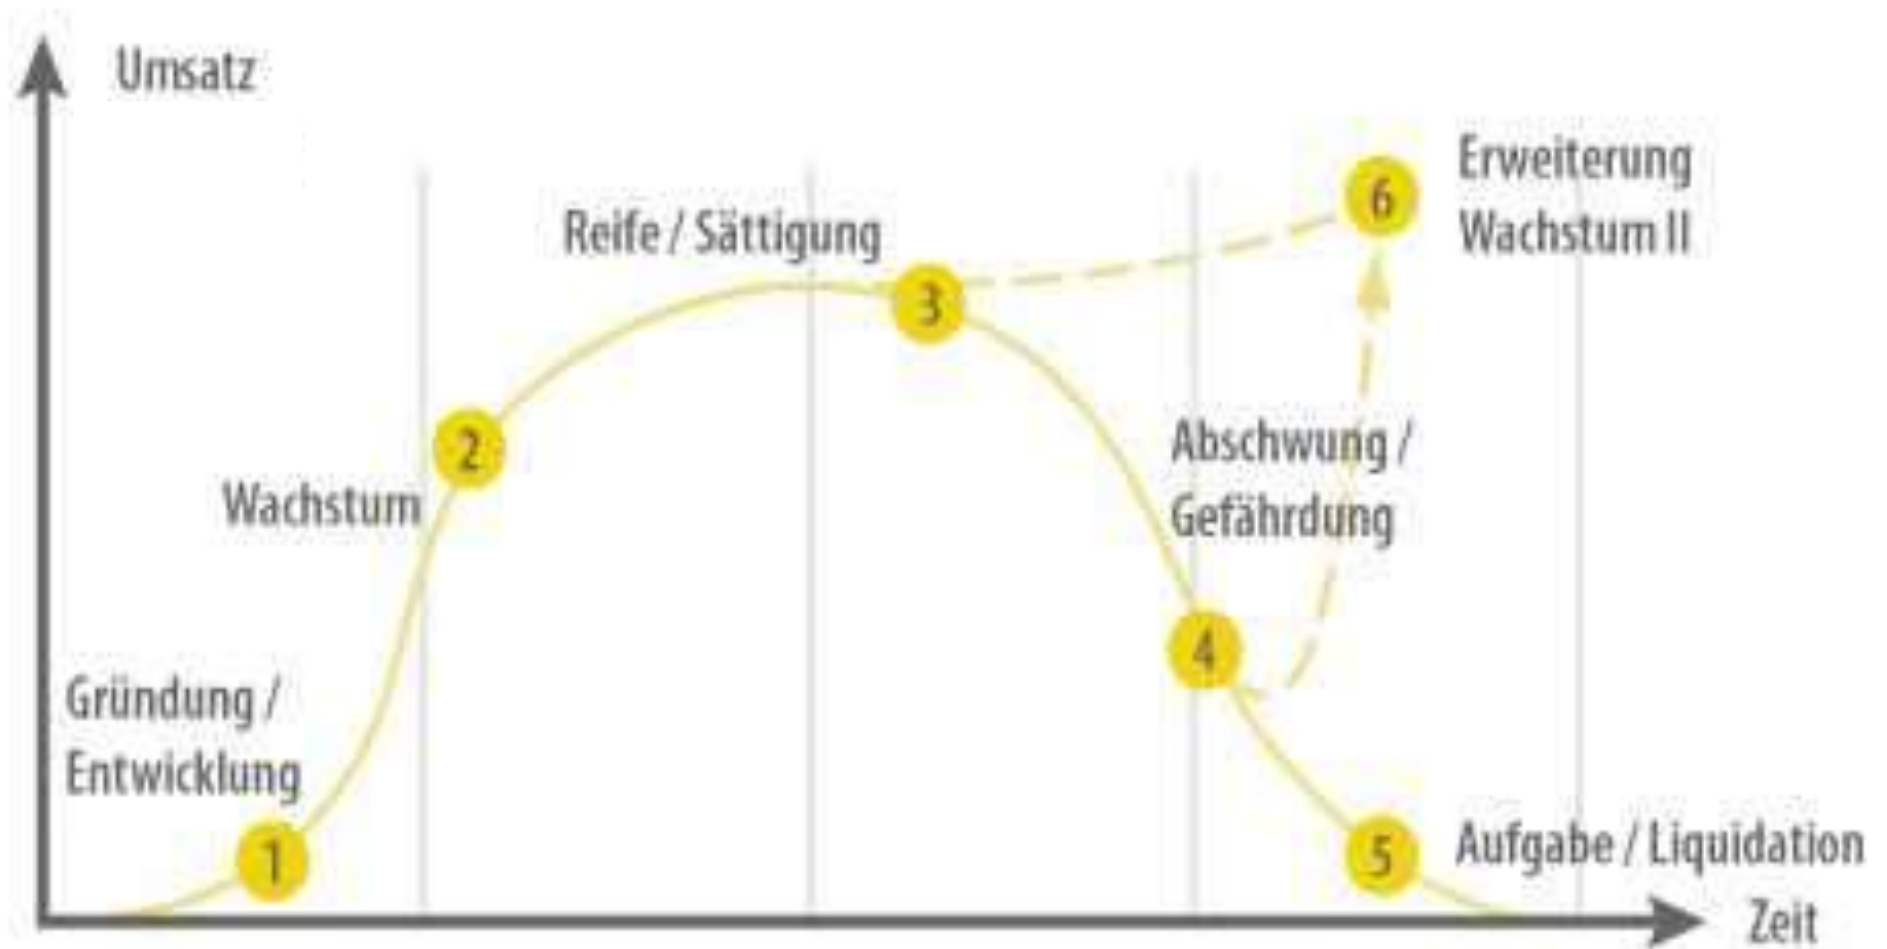 Umsatz
Erweiterung
Wachstum II
6
Reife / Sättigung
3
2
Wachstum
Abschwung /
Gefährdung
4
Gründung /
Entwicklung
1
5
Aufgabe / Liquidation
Zeit